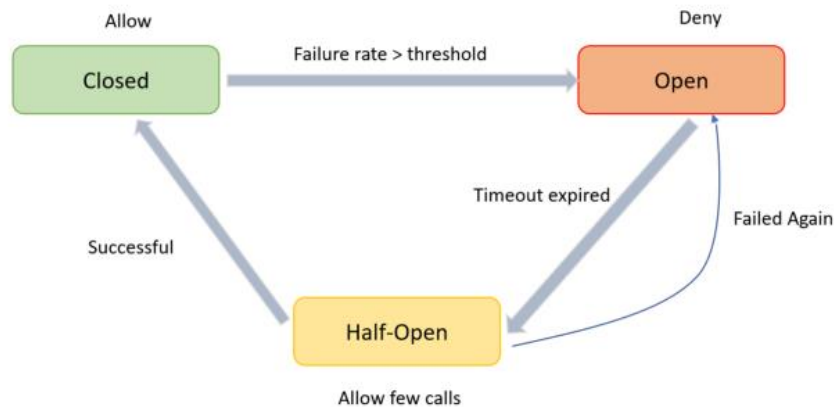 Allow
Deny
Failure rate > threshold
Closed
Open
Timeout expired
Failed Again
Successful
Half-Open
Allow few calls